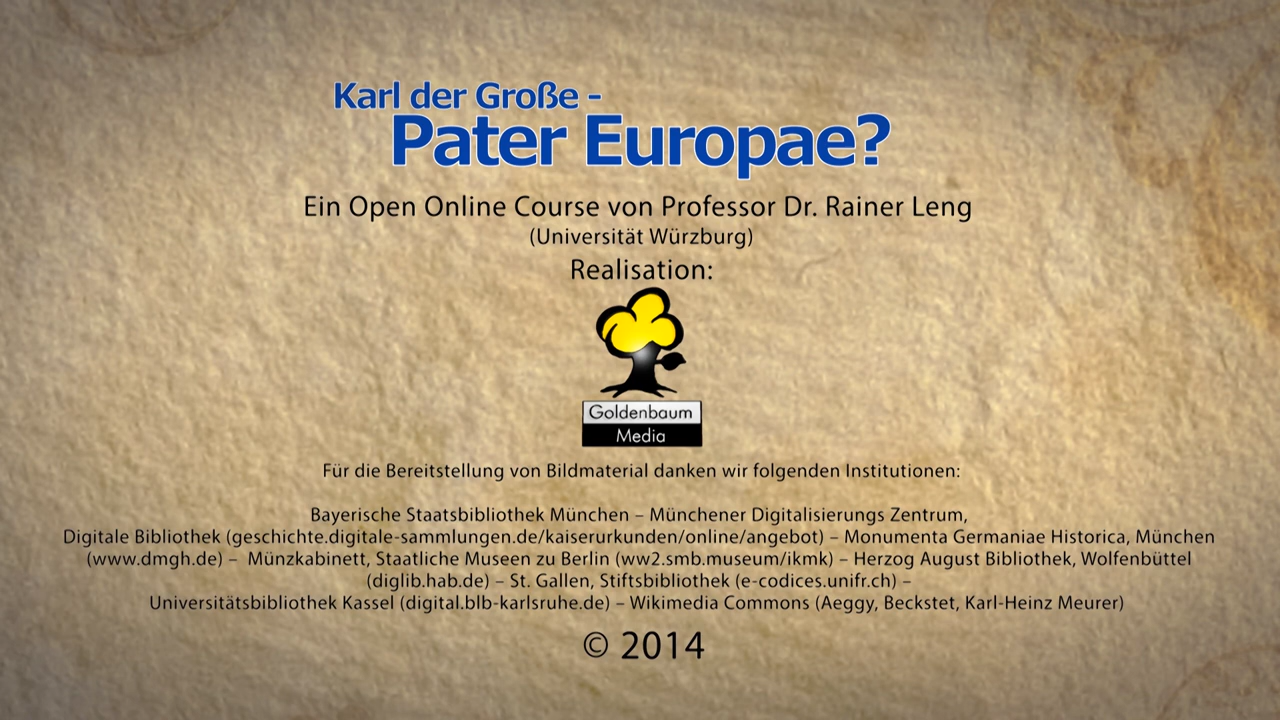 Karl der Große -
Pater Europae?
Ein Open Online Course von Professor Dr. Rainer Leng
(Universität Würzburg)
Realisation:
Goldenbaum
Media
Für die Bereitstellung von Bildmaterial danken wir folgenden Institutionen:
Bayerische Staatsbibliothek München – Münchener Digitalisierungs Zentrum,
Digitale Bibliothek (geschichte.digitale-sammlungen.de/kaiserurkunden/online/angebot) – Monumenta Germaniae Historica, München
(www.dmgh.de) – Münzkabinett, Staatliche Museen zu Berlin (ww2.smb.museum/ikmk) – Herzog August Bibliothek, Wolfenbüttel
(diglib.hab.de) – St. Gallen, Stiftsbibliothek (e-codices.unifr.ch) –
Universitätsbibliothek Kassel (digital.blb-karlsruhe.de) – Wikimedia Commons (Aeggy, Beckstet, Karl-Heinz Meurer)
© 2014